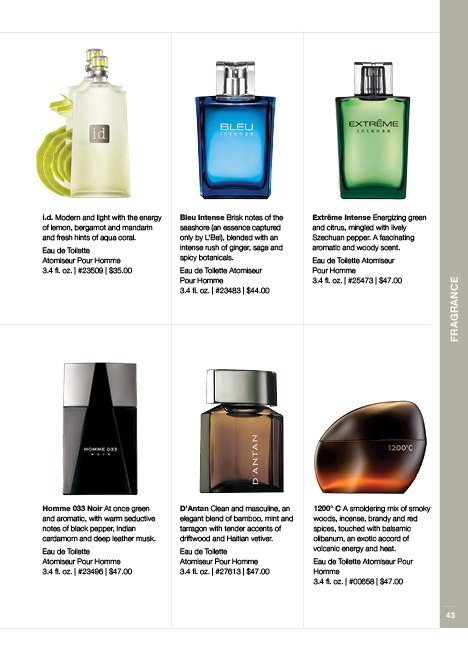 id
BLEU
intense
EXTRÊME
intense
i.d. Modern and light with the energy
of lemon, bergamot and mandarin
and fresh hints of aqua coral.
Eau de Toilette
Atomiseur Pour Homme
3.4 fl. oz. | #23509 | $35.00
Bleu Intense Brisk notes of the
seashore (an essence captured
only by L'Bel), blended with an
intense rush of ginger, sage and
spicy botanicals.
Eau de Toilette Atomiseur
Pour Homme
3.4 fl. oz. | #23483 | $44.00
Extrême Intense Energizing green
and citrus, mingled with lively
Szechuan pepper. A fascinating
aromatic and woody scent.
Eau de Toilette Atomiseur
Pour Homme
3.4 fl. oz. | #25473 | $47.00
FRAGRANCE
HOMME 033
NOIR
D'ANTAN
1200°C
Homme 033 Noir At once green
and aromatic, with warm seductive
notes of black pepper, Indian
cardamom and deep leather musk.
Eau de Toilette
Atomiseur Pour Homme
3.4 fl. oz. | #23496 | $47.00
D'Antan Clean and masculine, an
elegant blend of bamboo, mint and
tarragon with tender accents of
driftwood and Haitian vetiver.
Eau de Toilette
Atomiseur Pour Homme
3.4 fl. oz. | #27613 | $47.00
1200° C A smoldering mix of smoky
woods, incense, brandy and red
spices, touched with balsamic
olibanum, an exotic accord of
volcanic energy and heat.
Eau de Toilette Atomiseur Pour
Homme
3.4 fl. oz. | #00658 | $47.00
43